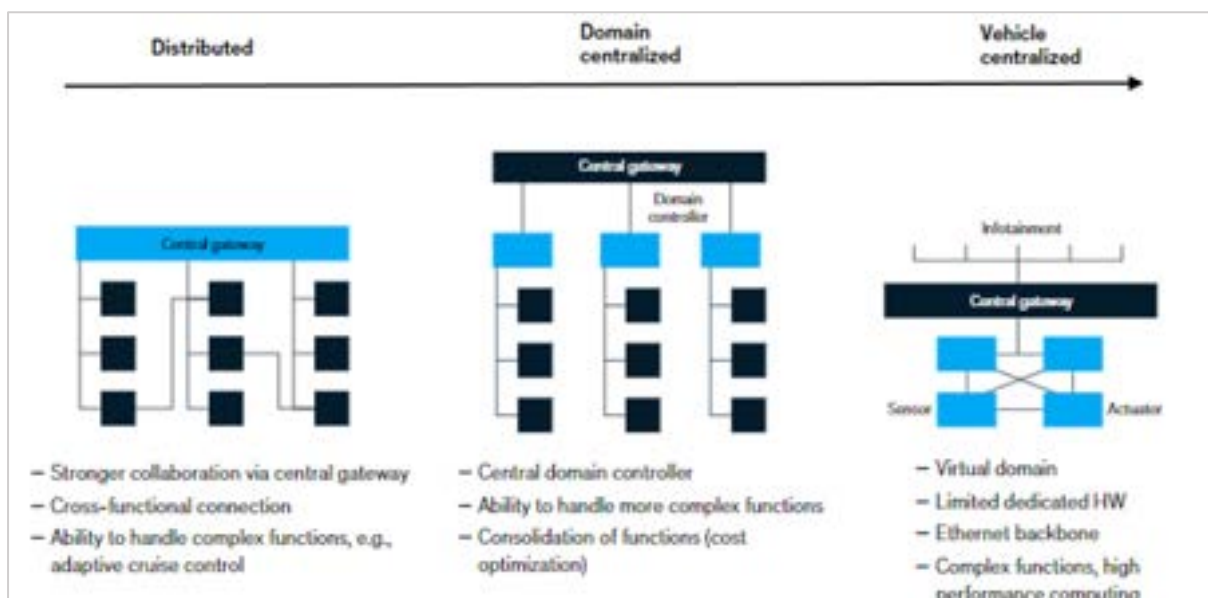 Distributed
Domain
centralized
Vehicle
centralized
Central gateway
Central gateway
Domain
controller
Infotainment
Central gateway
Sensor
Actuator
– Stronger collaboration via central gateway
– Cross-functional connection
– Ability to handle complex functions, e.g.,
adaptive cruise control
– Central domain controller
– Ability to handle more complex functions
– Consolidation of functions (cost
optimization)
– Virtual domain
– Limited dedicated HW
– Ethernet backbone
– Complex functions, high
performance computing